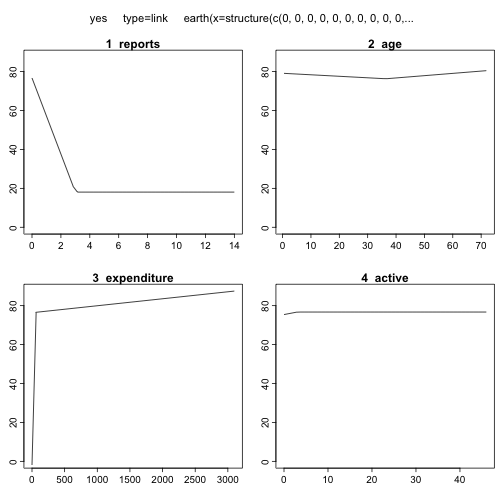 yes type=link earth(x=structure(c(0, 0, 0, 0, 0, 0, 0, 0, 0, 0,...
1 reports
0 20 40 60 80
0 2 4 6 8 10 12 14
2 age
0 20 40 60 80
0 10 20 30 40 50 60 70
3 expenditure
0 20 40 60 80
0 500 1000 1500 2000 2500 3000
4 active
0 20 40 60 80
0 20 40